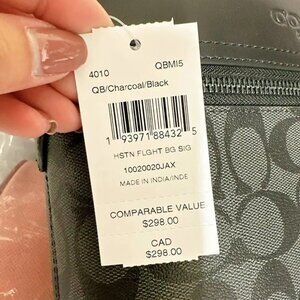 4010 QBMI5
QB/Charcoal/Black
1 93971 88432 5
HSTN FLGHT BG SIG
10020020JAX
MADE IN INDIA/INDE
COMPARABLE VALUE
$298.00
CAD
$298.00